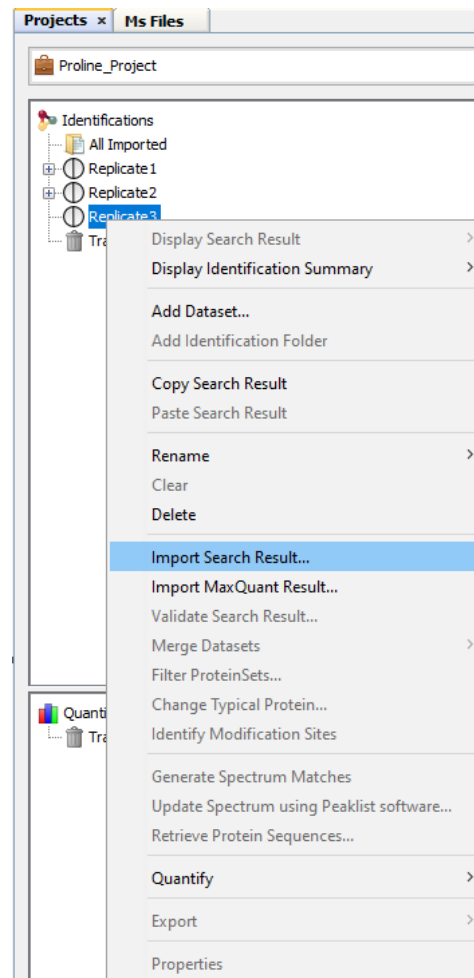 Projects ×
Ms Files
Proline_Project
Identifications
All Imported
Replicate1
Replicate2
Replicate3
Tra
Display Search Result >
Display Identification Summary >
Add Dataset...
Add Identification Folder
Copy Search Result
Paste Search Result
Rename >
Clear
Delete
Import Search Result...
Import MaxQuant Result...
Validate Search Result...
Merge Datasets >
Filter ProteinSets...
Change Typical Protein...
Identify Modification Sites
Generate Spectrum Matches
Update Spectrum using Peaklist software...
Retrieve Protein Sequences...
Quantify >
Export >
Properties
Quanti
Tra